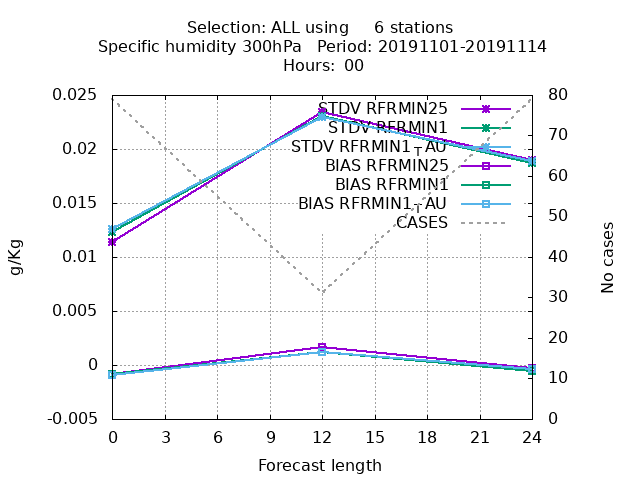 Selection: ALL using     6 stations
Specific humidity 300hPa   Period: 20191101-20191114
Hours:  00
0.025
0.02
0.015
0.01
0.005
0
-0.005
g/Kg
STDV RFRMIN25
STDV RFRMIN1
STDV RFRMIN1TAU
BIAS RFRMIN25
BIAS RFRMIN1
BIAS RFRMIN1TAU
CASES
80
70
60
50
40
30
20
10
0
No cases
0 3 6 9 12 15 18 21 24
Forecast length